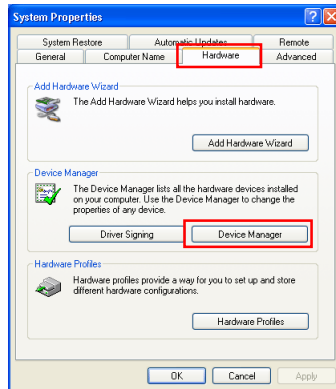 System Properties
System Restore Automatic Updates Remote
General Computer Name Hardware Advanced
Add Hardware Wizard
The Add Hardware Wizard helps you install hardware.
Add Hardware Wizard
Device Manager
The Device Manager lists all the hardware devices installed
on your computer. Use the Device Manager to change the
properties of any device.
Driver Signing Device Manager
Hardware Profiles
Hardware profiles provide a way for you to set up and store
different hardware configurations.
Hardware Profiles
OK Cancel Apply